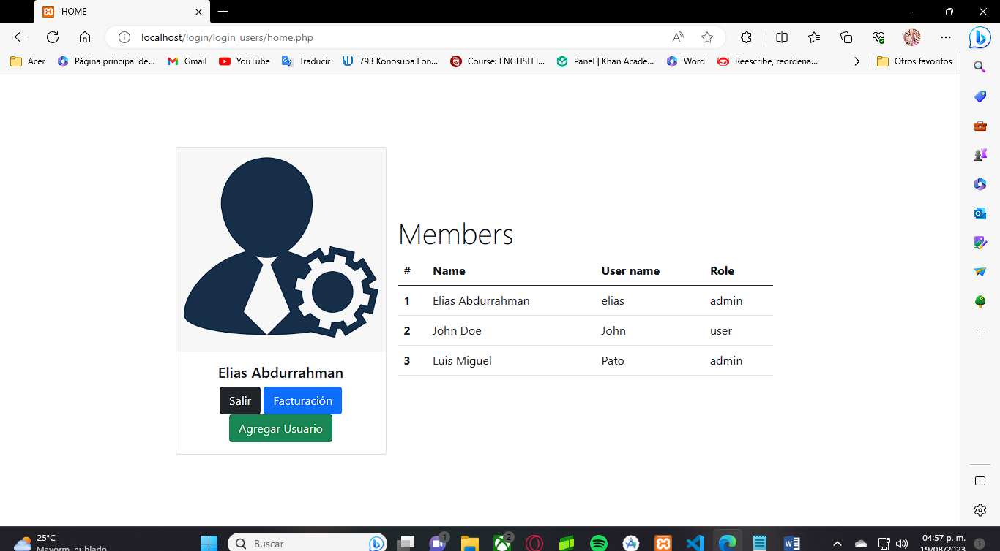 HOME
localhost/login/login_users/home.php
Acer
Página principal de...
Gmail
YouTube
Traducir
793 Konosuba Fon...
Course: ENGLISH I...
Panel | Khan Acade...
Word
Reescribe, reordena...
Otros favoritos
Members
# Name User name Role
1 Elias Abdurrahman elias admin
2 John Doe John user
3 Luis Miguel Pato admin
Elias Abdurrahman
Salir Facturación
Agregar Usuario
25°C
Mayorm. nublado
Buscar
1
2
04:57 p. m.
19/08/2023
1